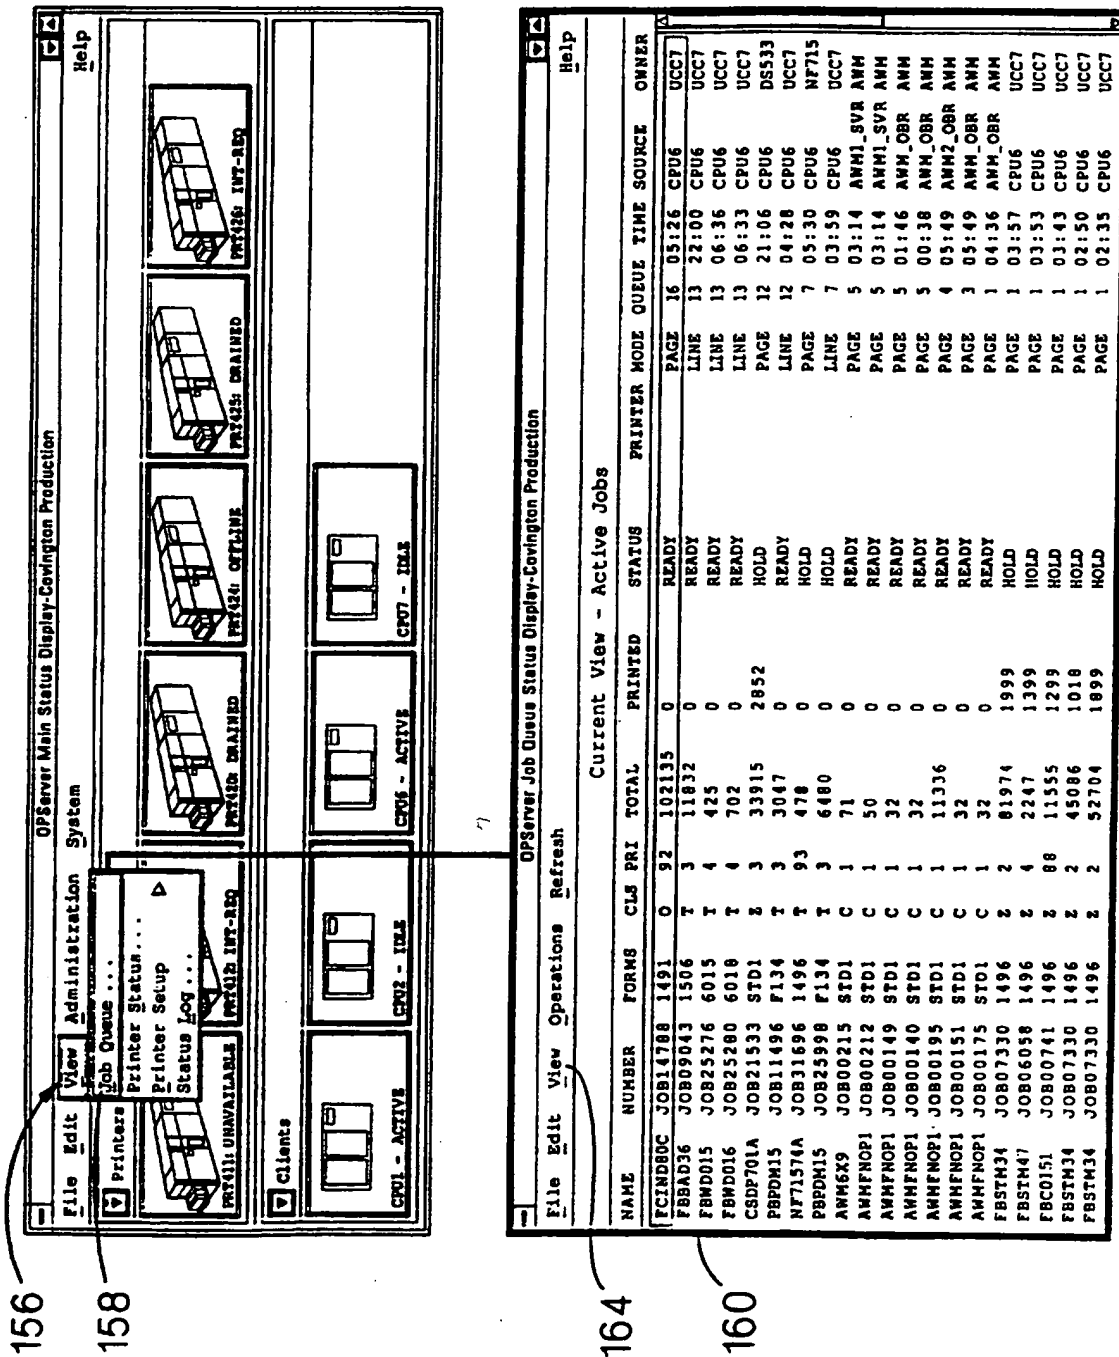 156
158
OPServer Main Status Display-Covington Production
File Edit View Administration System Help
Job Queue ...
Printer Status...
Printer Setup
Status Log ...
Printers
PRT411: UNAVAILABLE PRT412: INT-REQ PRT420: DRAINED PRT424: OFFLINE PRT425: DRAINED PRT426: INT-REQ
Clients
CPU1 - ACTIVE CPU2 - IDLE CPU6 - ACTIVE CPU7 - IDLE
164
160
OPServer Job Queue Status Display-Covington Production
File Edit View Operations Refresh Help
Current View - Active Jobs
NAME NUMBER FORMS CLS PRI TOTAL PRINTED STATUS PRINTER MODE QUEUE TIME SOURCE OWNER
FCIND80C JOB14788 1491 O 92 102135 0 READY PAGE 16 05:26 CPU6 UCC7
FBBAD36 JOB09043 1506 T 3 11832 0 READY LINE 13 22:00 CPU6 UCC7
FBWD015 JOB25276 6015 T 4 425 0 READY LINE 13 06:36 CPU6 UCC7
FBWD016 JOB25280 6018 T 4 702 0 READY LINE 13 06:33 CPU6 UCC7
CSDP701A JOB21533 STD1 Z 3 33915 2852 HOLD PAGE 12 21:06 CPU6 DS533
PBPDM15 JOB11496 F134 T 3 3047 0 READY LINE 12 04:28 CPU6 UCC7
NF71574A JOB31696 1496 T 93 478 0 HOLD PAGE 7 05:30 CPU6 NF715
PBPDM15 JOB25998 F134 T 3 6480 0 HOLD LINE 7 03:59 CPU6 UCC7
AWM6X9 JOB00215 STD1 C 1 71 0 READY PAGE 5 03:14 AWM1_SVR AWM
AWMFNOP1 JOB00212 STD1 C 1 50 0 READY PAGE 5 03:14 AWM1_SVR AWM
AWMFNOP1 JOB00149 STD1 C 1 32 0 READY PAGE 5 01:46 AWM_OBR AWM
AWMFNOP1 JOB00140 STD1 C 1 32 0 READY PAGE 5 00:38 AWM_OBR AWM
AWMFNOP1 JOB00195 STD1 C 1 11336 0 READY PAGE 4 05:49 AWM2_OBR AWM
AWMFNOP1 JOB00151 STD1 C 1 32 0 READY PAGE 3 05:49 AWM_OBR AWM
AWMFNOP1 JOB00175 STD1 C 1 32 0 READY PAGE 1 04:36 AWM_OBR AWM
FBSTM34 JOB07330 1496 Z 2 81974 1999 HOLD PAGE 1 03:57 CPU6 UCC7
FBSTM47 JOB06058 1496 Z 4 2247 1399 HOLD PAGE 1 03:53 CPU6 UCC7
FBC0151 JOB00741 1496 Z 88 11555 1299 HOLD PAGE 1 03:43 CPU6 UCC7
FBSTM34 JOB07330 1496 Z 2 45086 1018 HOLD PAGE 1 02:50 CPU6 UCC7
FBSTM34 JOB07330 1496 Z 2 52704 1899 HOLD PAGE 1 02:35 CPU6 UCC7